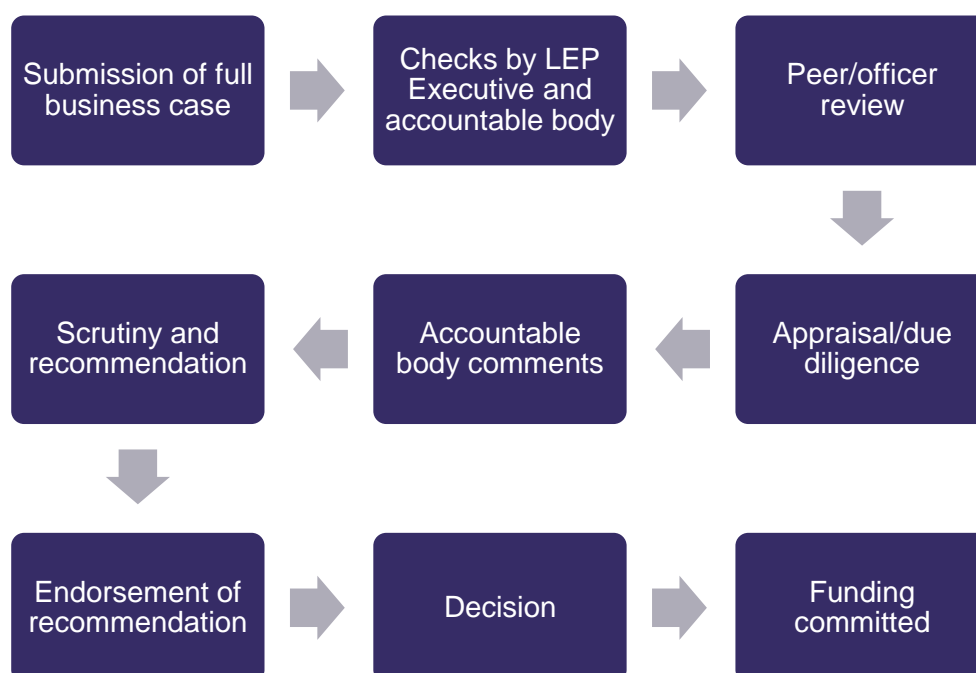 Submission of full
business case
Checks by LEP
Executive and
accountable body
Peer/officer
review
Appraisal/due
diligence
Accountable
body comments
Scrutiny and
recommendation
Endorsement of
recommendation
Decision
Funding
committed